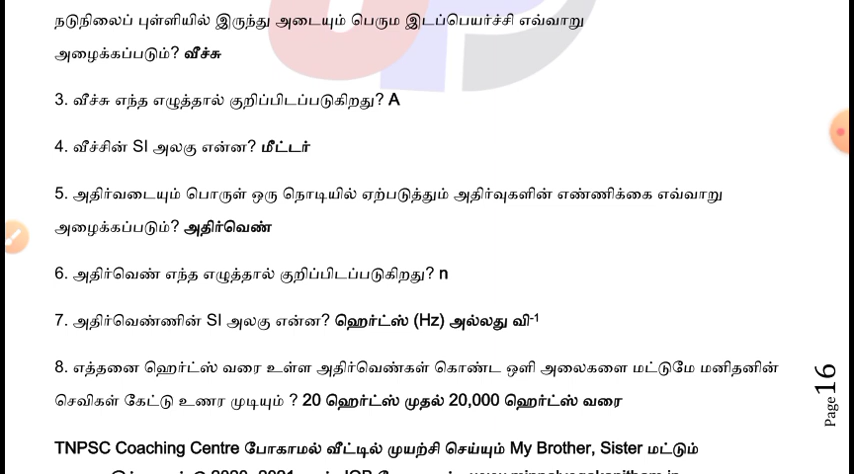 நடுநிலைப் புள்ளியில் இருந்து அடையும் பெரும இடப்பெயர்ச்சி எவ்வாறு
அழைக்கப்படும்? வீச்சு
3. வீச்சு எந்த எழுத்தால் குறிப்பிடப்படுகிறது? A
4. வீச்சின் SI அலகு என்ன? மீட்டர்
5. அதிர்வடையும் பொருள் ஒரு நொடியில் ஏற்படுத்தும் அதிர்வுகளின் எண்ணிக்கை எவ்வாறு
அழைக்கப்படும்? அதிர்வெண்
6. அதிர்வெண் எந்த எழுத்தால் குறிப்பிடப்படுகிறது? n
7. அதிர்வெண்ணின் SI அலகு என்ன? ஹெர்ட்ஸ் (Hz) அல்லது வி⁻¹
8. எத்தனை ஹெர்ட்ஸ் வரை உள்ள அதிர்வெண்கள் கொண்ட ஒளி அலைகளை மட்டுமே மனிதனின்
செவிகள் கேட்டு உணர முடியும் ? 20 ஹெர்ட்ஸ் முதல் 20,000 ஹெர்ட்ஸ் வரை
TNPSC Coaching Centre போகாமல் வீட்டில் முயற்சி செய்யும் My Brother, Sister மட்டும்
Page 16